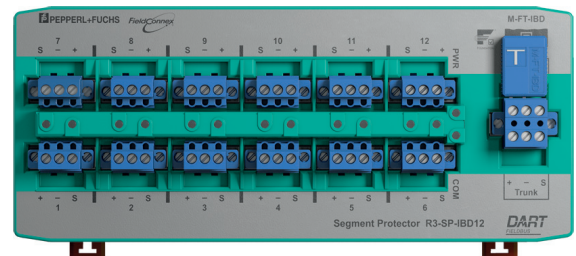 PEPPERL+FUCHS FieldConnex M-FT-IBD
7 8 9 10 11 12
S – + S – + S – + S – + S – + S – +
PWR
T
COM
+ – S + – S + – S + – S + – S + – S + – S
1 2 3 4 5 6 Trunk
Segment Protector R3-SP-IBD12 DART
FIELDBUS